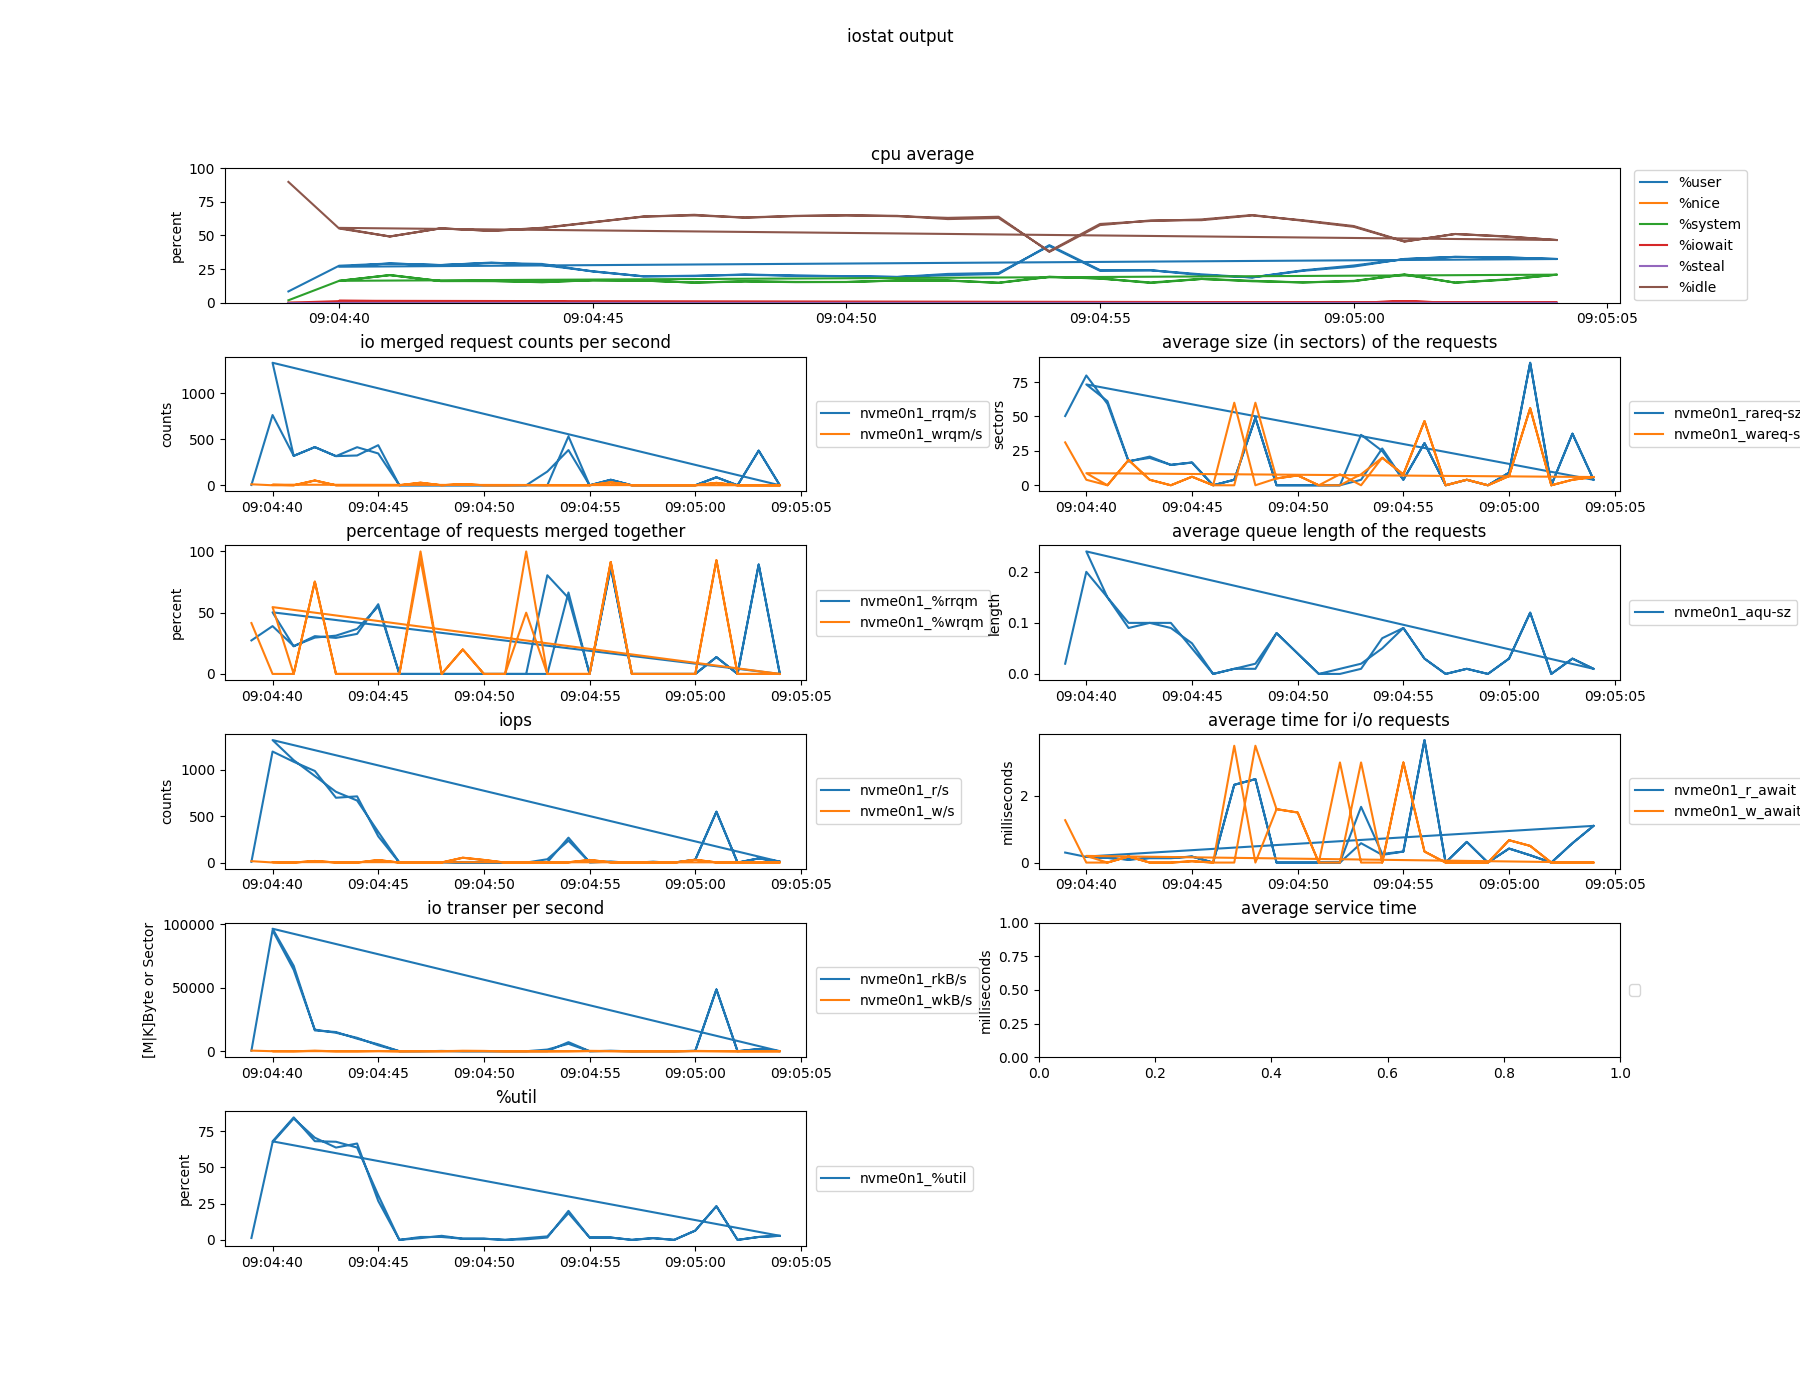 iostat output
cpu average
percent
100
75
50
25
0
09:04:40 09:04:45 09:04:50 09:04:55 09:05:00 09:05:05
%user
%nice
%system
%iowait
%steal
%idle
io merged request counts per second
counts
1000
500
0
09:04:40 09:04:45 09:04:50 09:04:55 09:05:00 09:05:05
nvme0n1_rrqm/s
nvme0n1_wrqm/s
average size (in sectors) of the requests
sectors
75
50
25
0
09:04:40 09:04:45 09:04:50 09:04:55 09:05:00 09:05:05
nvme0n1_rareq-sz
nvme0n1_wareq-s
percentage of requests merged together
percent
100
50
0
09:04:40 09:04:45 09:04:50 09:04:55 09:05:00 09:05:05
nvme0n1_%rrqm
nvme0n1_%wrqm
average queue length of the requests
length
0.2
0.1
0.0
09:04:40 09:04:45 09:04:50 09:04:55 09:05:00 09:05:05
nvme0n1_aqu-sz
iops
counts
1000
500
0
09:04:40 09:04:45 09:04:50 09:04:55 09:05:00 09:05:05
nvme0n1_r/s
nvme0n1_w/s
average time for i/o requests
milliseconds
2
0
09:04:40 09:04:45 09:04:50 09:04:55 09:05:00 09:05:05
nvme0n1_r_await
nvme0n1_w_await
io transer per second
[M|K]Byte or Sector
100000
50000
0
09:04:40 09:04:45 09:04:50 09:04:55 09:05:00 09:05:05
nvme0n1_rkB/s
nvme0n1_wkB/s
average service time
milliseconds
1.00
0.75
0.50
0.25
0.00
0.0 0.2 0.4 0.6 0.8 1.0
%util
percent
75
50
25
0
09:04:40 09:04:45 09:04:50 09:04:55 09:05:00 09:05:05
nvme0n1_%util